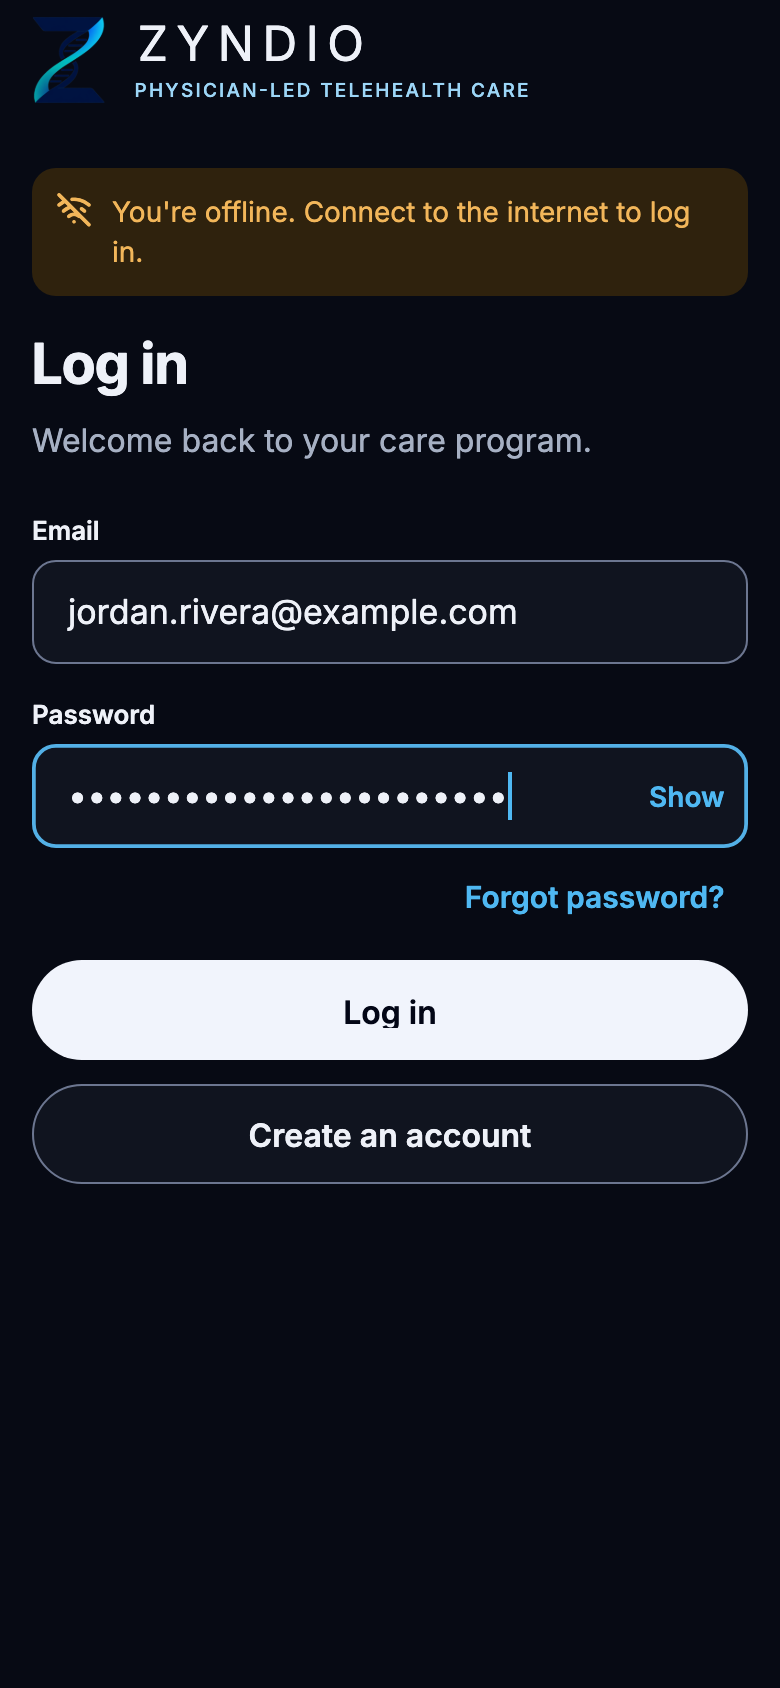 ZYNDIO
PHYSICIAN-LED TELEHEALTH CARE
You're offline. Connect to the internet to log
in.
Log in
Welcome back to your care program.
Email
jordan.rivera@example.com
Password
•••••••••••••••••••••••
Show
Forgot password?
Log in
Create an account